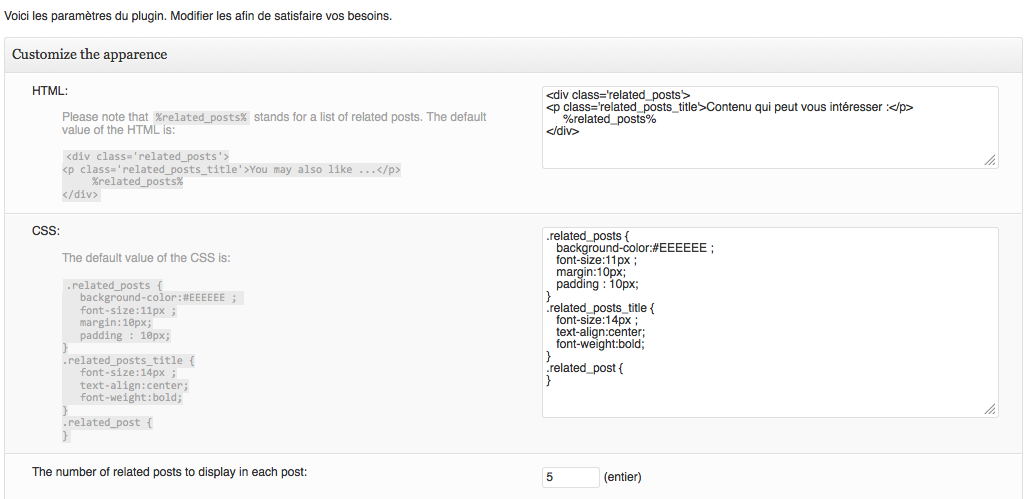 Voici les paramètres du plugin. Modifier les afin de satisfaire vos besoins.
Customize the apparence
HTML:
Please note that %related_posts% stands for a list of related posts. The default
value of the HTML is:
<div class='related_posts'>
<p class='related_posts_title'>You may also like ...</p>
%related_posts%
</div>
<div class='related_posts'>
<p class='related_posts_title'>Contenu qui peut vous intéresser :</p>
%related_posts%
</div>
CSS:
The default value of the CSS is:
.related_posts {
background-color:#EEEEEE ;
font-size:11px ;
margin:10px;
padding : 10px;
}
.related_posts_title {
font-size:14px ;
text-align:center;
font-weight:bold;
}
.related_post {
}
.related_posts {
background-color:#EEEEEE ;
font-size:11px ;
margin:10px;
padding : 10px;
}
.related_posts_title {
font-size:14px ;
text-align:center;
font-weight:bold;
}
.related_post {
}
The number of related posts to display in each post:
5 (entier)